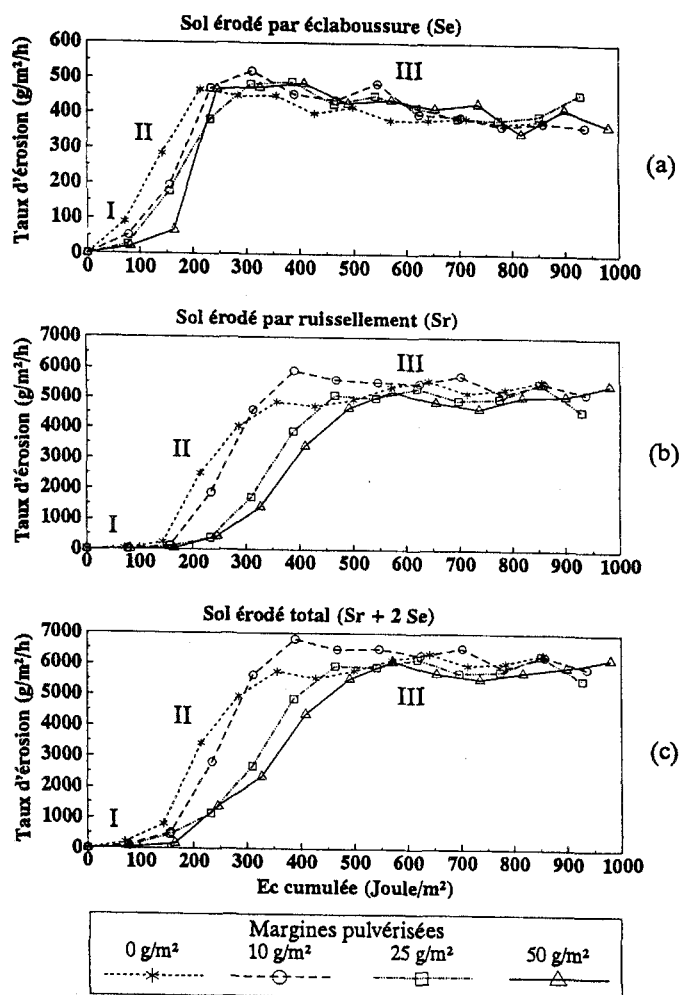 Sol érodé par éclaboussure (Se)
Taux d'érosion (g/m²/h)
600
500
400
300
200
100
0
I
II
III
(a)
0 100 200 300 400 500 600 700 800 900 1000
Sol érodé par ruissellement (Sr)
Taux d'érosion (g/m²/h)
7000
6000
5000
4000
3000
2000
1000
0
I
II
III
(b)
0 100 200 300 400 500 600 700 800 900 1000
Sol érodé total (Sr + 2 Se)
Taux d'érosion (g/m²/h)
7000
6000
5000
4000
3000
2000
1000
0
I
II
III
(c)
0 100 200 300 400 500 600 700 800 900 1000
Ec cumulée (Joule/m²)
Margines pulvérisées
0 g/m² 10 g/m² 25 g/m² 50 g/m²